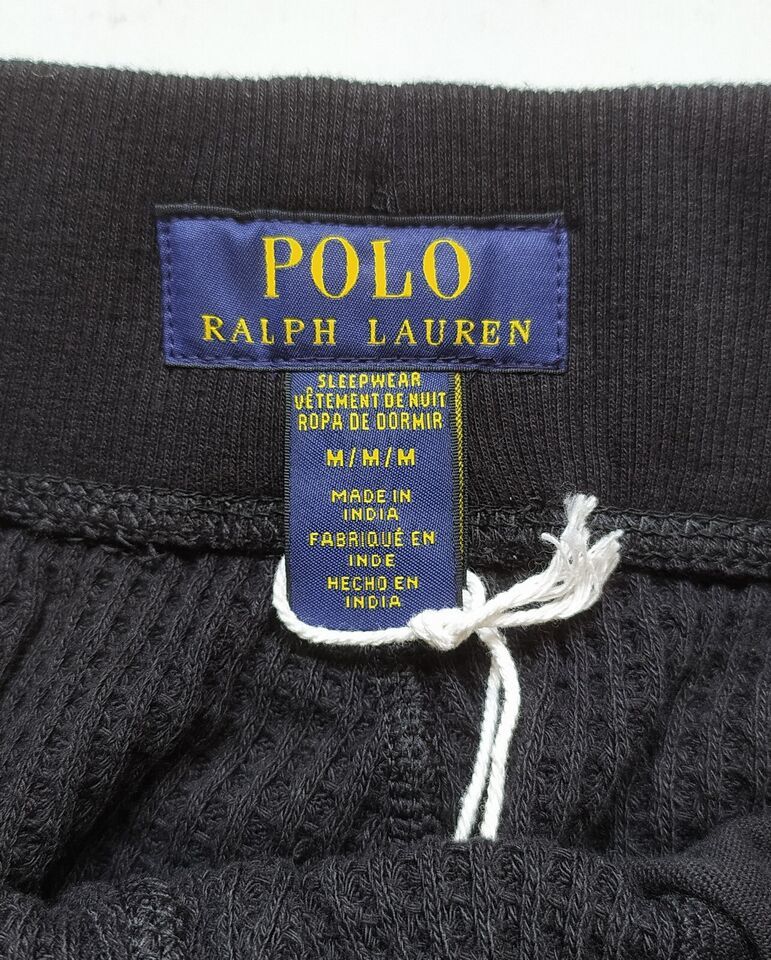 POLO
RALPH LAUREN
SLEEPWEAR
VÊTEMENT DE NUIT
ROPA DE DORMIR
M/M/M
MADE IN
INDIA
FABRIQUÉ EN
INDE
HECHO EN
INDIA